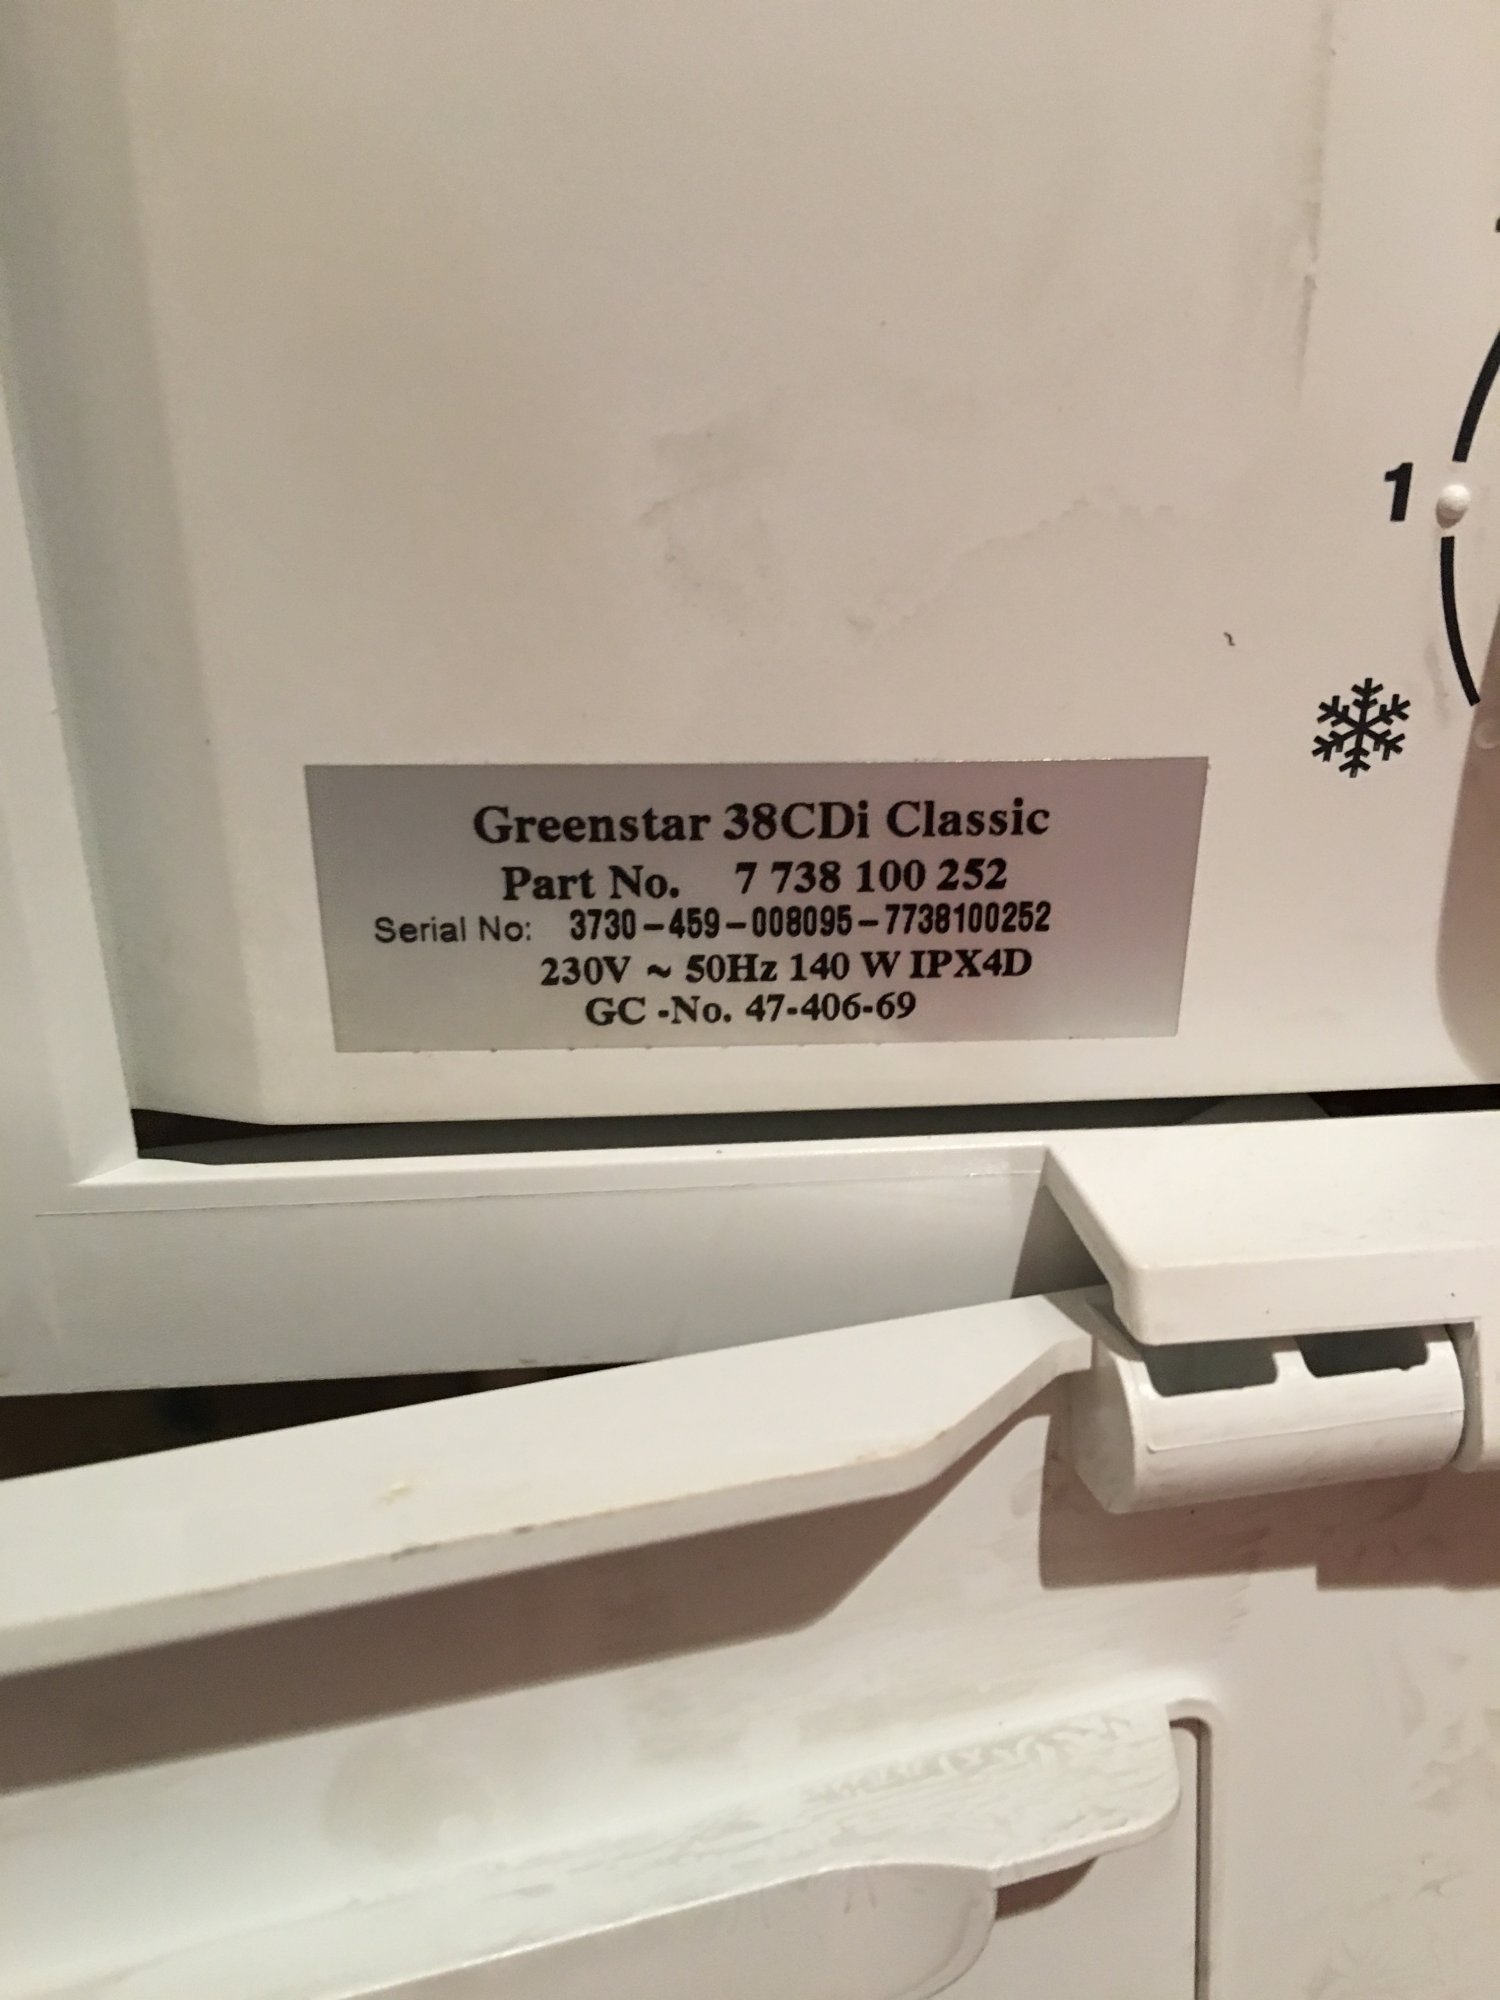 1
Greenstar 38CDi Classic
Part No. 7 738 100 252
Serial No: 3730-459-008095-7738100252
230V ~ 50Hz 140 W IPX4D
GC -No. 47-406-69